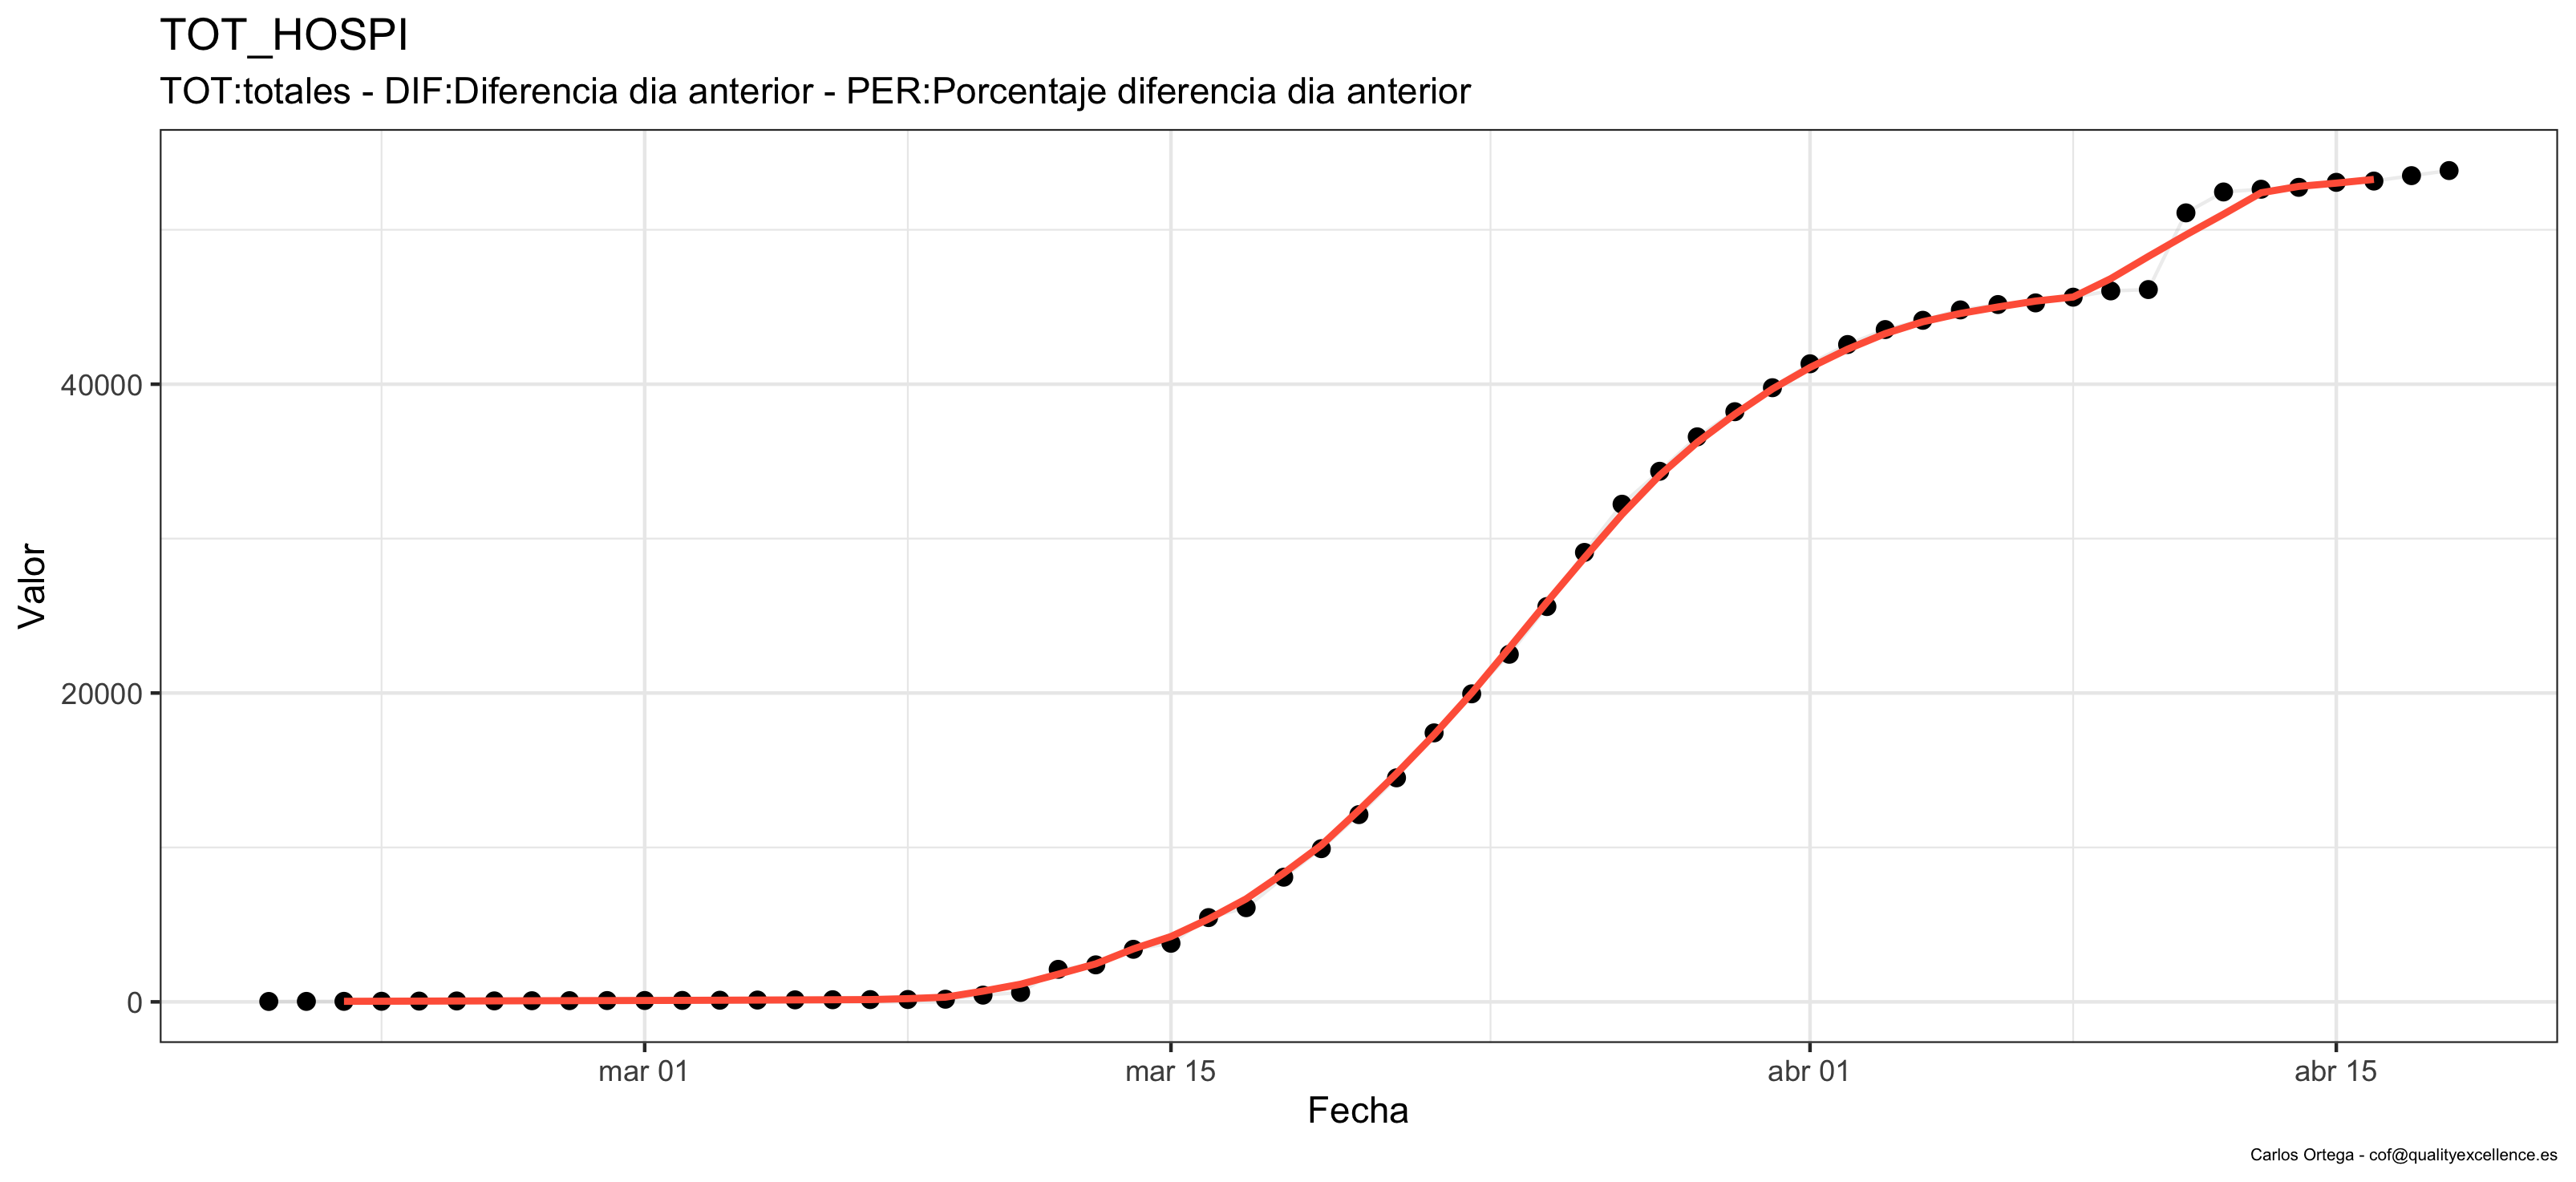 TOT_HOSPI
TOT:totales - DIF:Diferencia dia anterior - PER:Porcentaje diferencia dia anterior
Valor
40000
20000
0
mar 01
mar 15
abr 01
abr 15
Fecha
Carlos Ortega - cof@qualityexcellence.es